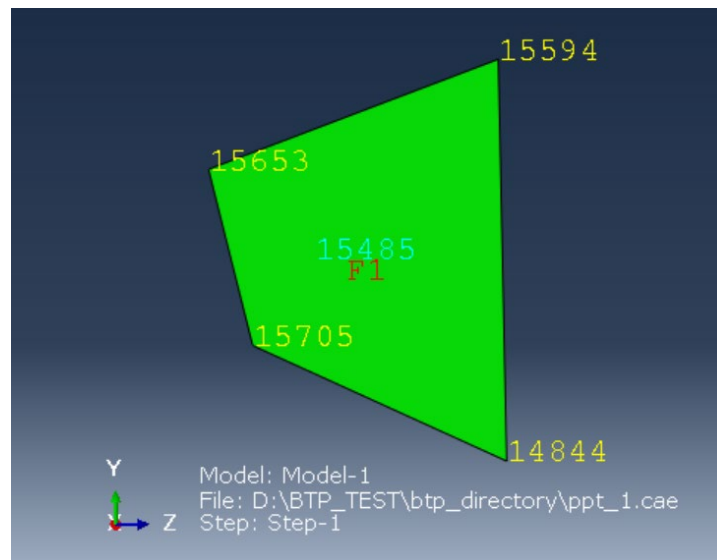 15594
15653
15485
F1
15705
14844
Y
X Z
Model: Model-1
File: D:\BTP_TEST\btp_directory\ppt_1.cae
Step: Step-1